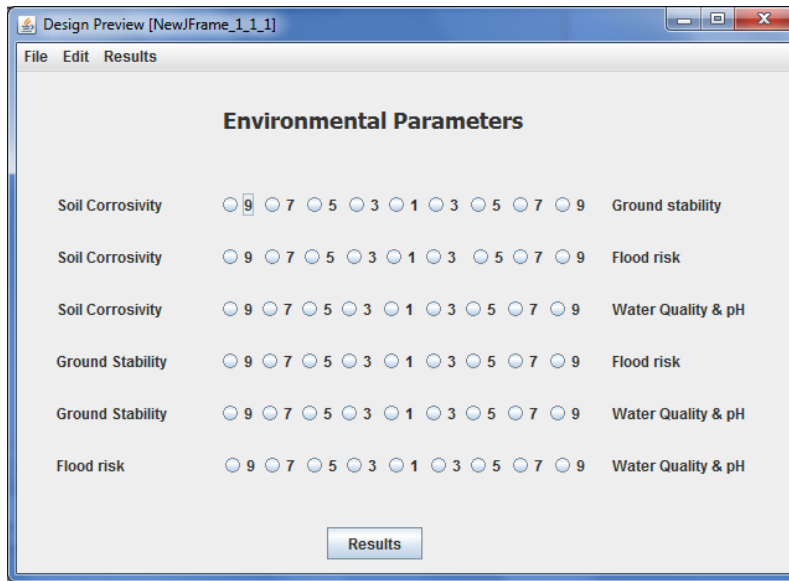 Design Preview [NewJFrame_1_1_1]
File Edit Results
Environmental Parameters
Soil Corrosivity 9 7 5 3 1 3 5 7 9 Ground stability
Soil Corrosivity 9 7 5 3 1 3 5 7 9 Flood risk
Soil Corrosivity 9 7 5 3 1 3 5 7 9 Water Quality & pH
Ground Stability 9 7 5 3 1 3 5 7 9 Flood risk
Ground Stability 9 7 5 3 1 3 5 7 9 Water Quality & pH
Flood risk 9 7 5 3 1 3 5 7 9 Water Quality & pH
Results